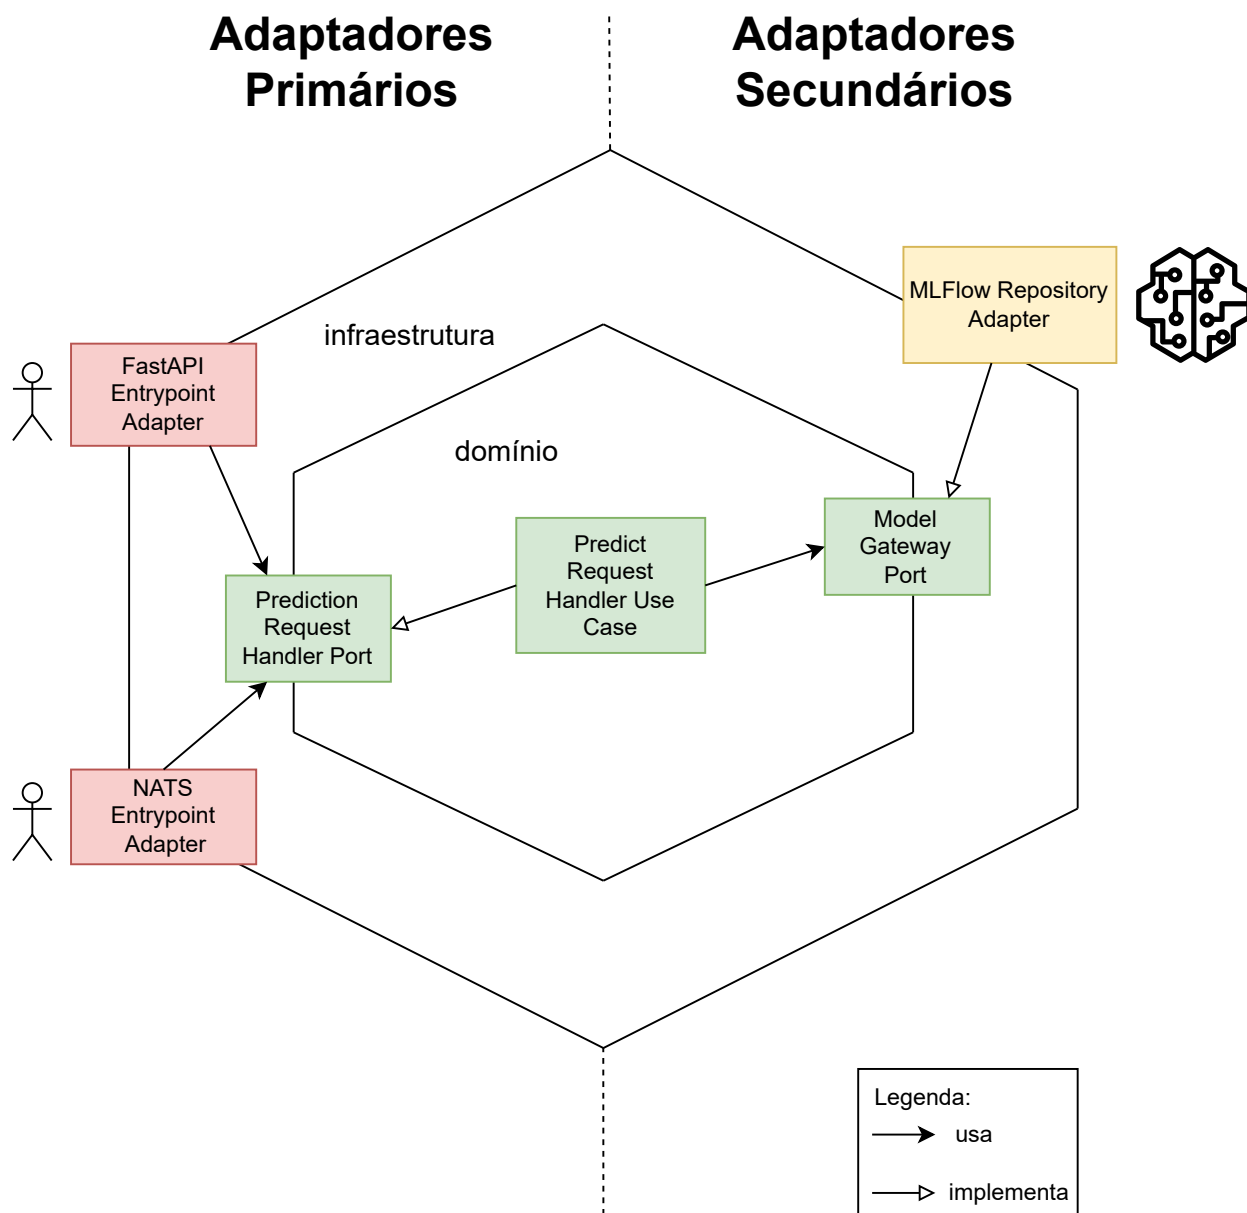 Adaptadores
Primários
Adaptadores
Secundários
MLFlow Repository
Adapter
infraestrutura
FastAPI
Entrypoint
Adapter
domínio
Model
Gateway
Port
Predict
Request
Handler Use
Case
Prediction
Request
Handler Port
NATS
Entrypoint
Adapter
Legenda:
usa
implementa